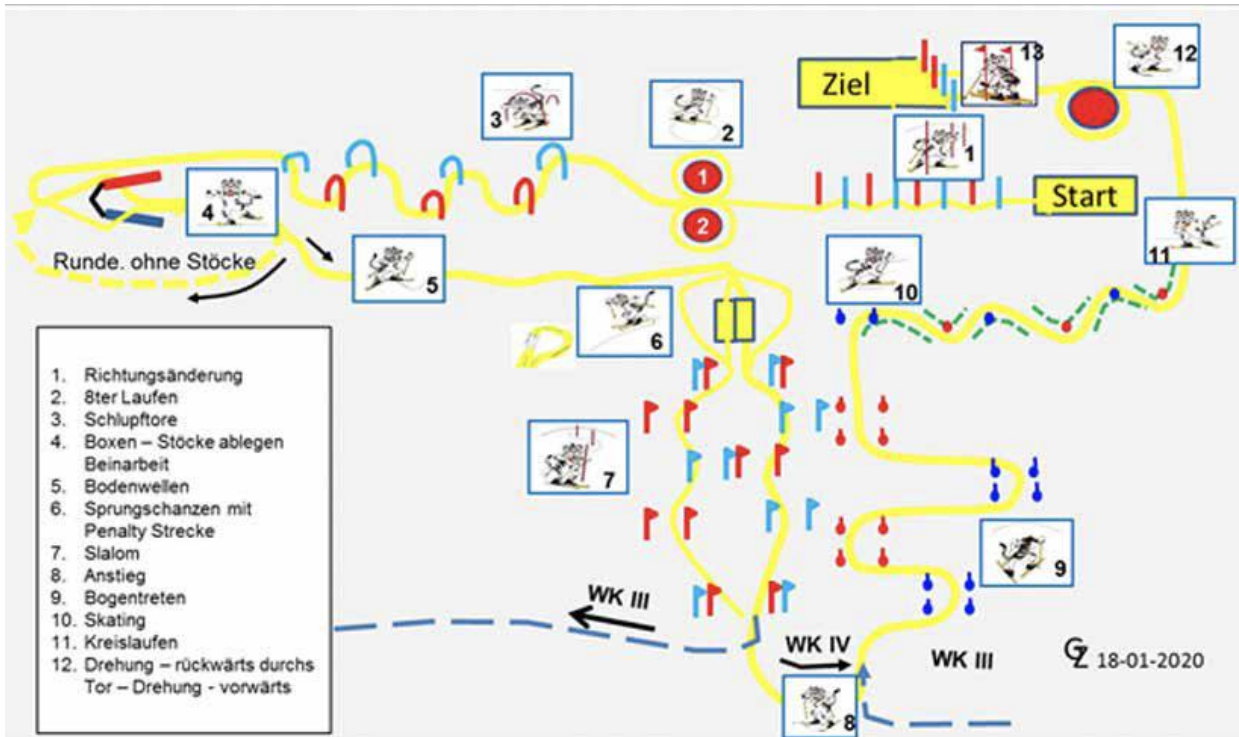 Ziel
13
12
3
2
1
1
Start
4
2
11
Runde. ohne Stöcke
5
10
6
1. Richtungsänderung
2. 8ter Laufen
3. Schlupftore
4. Boxen – Stöcke ablegen
Beinarbeit
5. Bodenwellen
6. Sprungschanzen mit
Penalty Strecke
7. Slalom
8. Anstieg
9. Bogentreten
10. Skating
11. Kreislaufen
12. Drehung – rückwärts durchs
Tor – Drehung - vorwärts
7
9
WK III
WK IV
WK III
GZ 18-01-2020
8